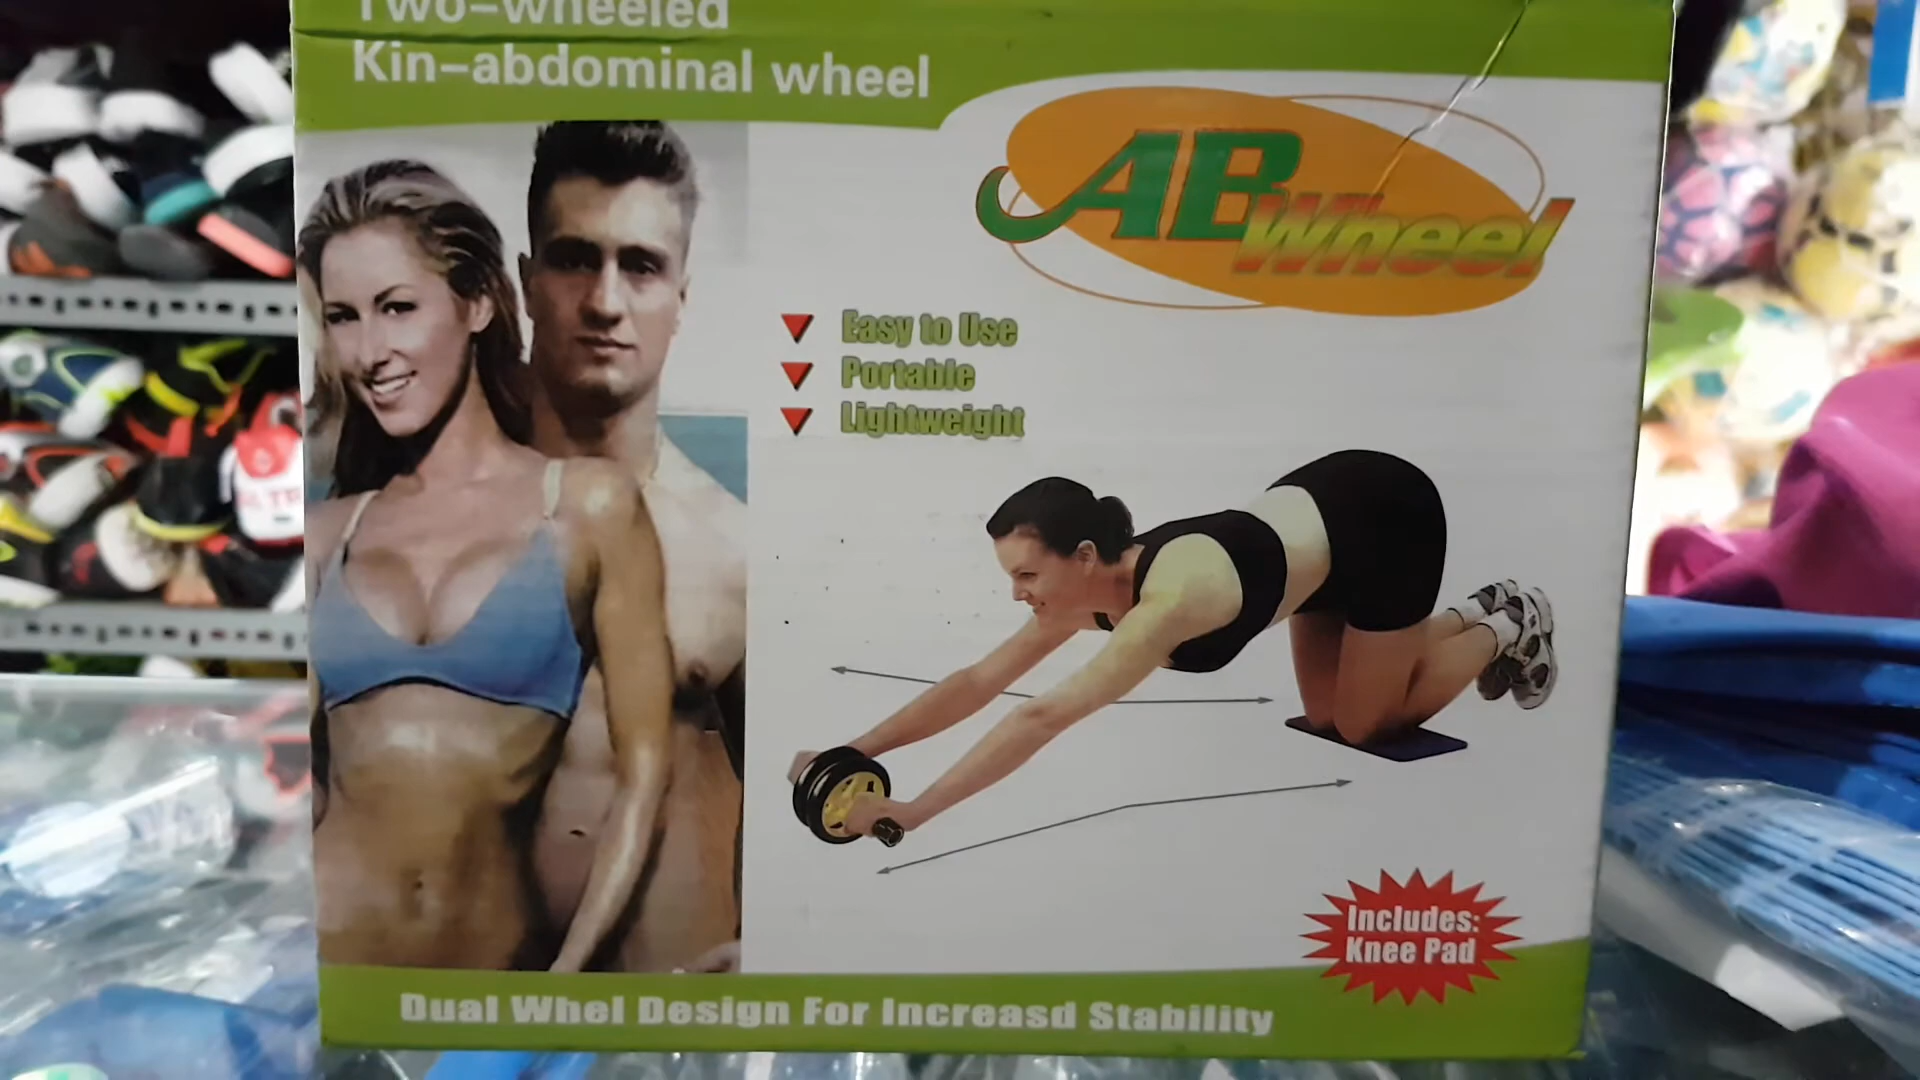 Two-wheeled
Kin-abdominal wheel
AB
Wheel
Easy to Use
Portable
Lightweight
Includes:
Knee Pad
Dual Whel Design For Increasd Stability